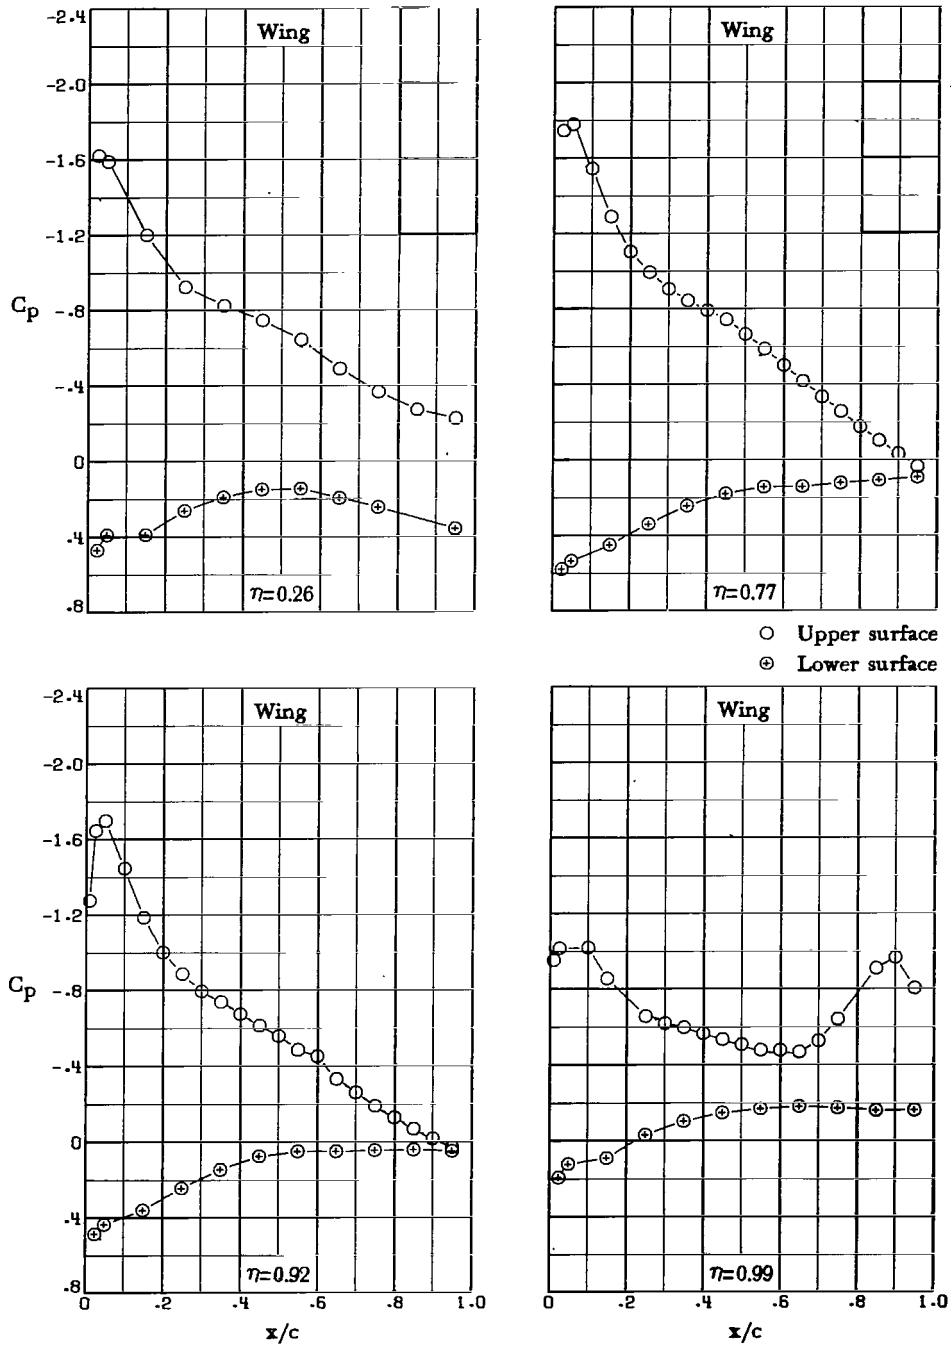 Wing
Wing
-2.4
-2.0
-1.6
-1.2
Cp
-.8
-.4
0
.4
.8
η=0.26
η=0.77
Upper surface
Lower surface
Wing
Wing
-2.4
-2.0
-1.6
-1.2
Cp
-.8
-.4
0
.4
.8
η=0.92
η=0.99
0 .2 .4 .6 .8 1.0
0 .2 .4 .6 .8 1.0
x/c
x/c